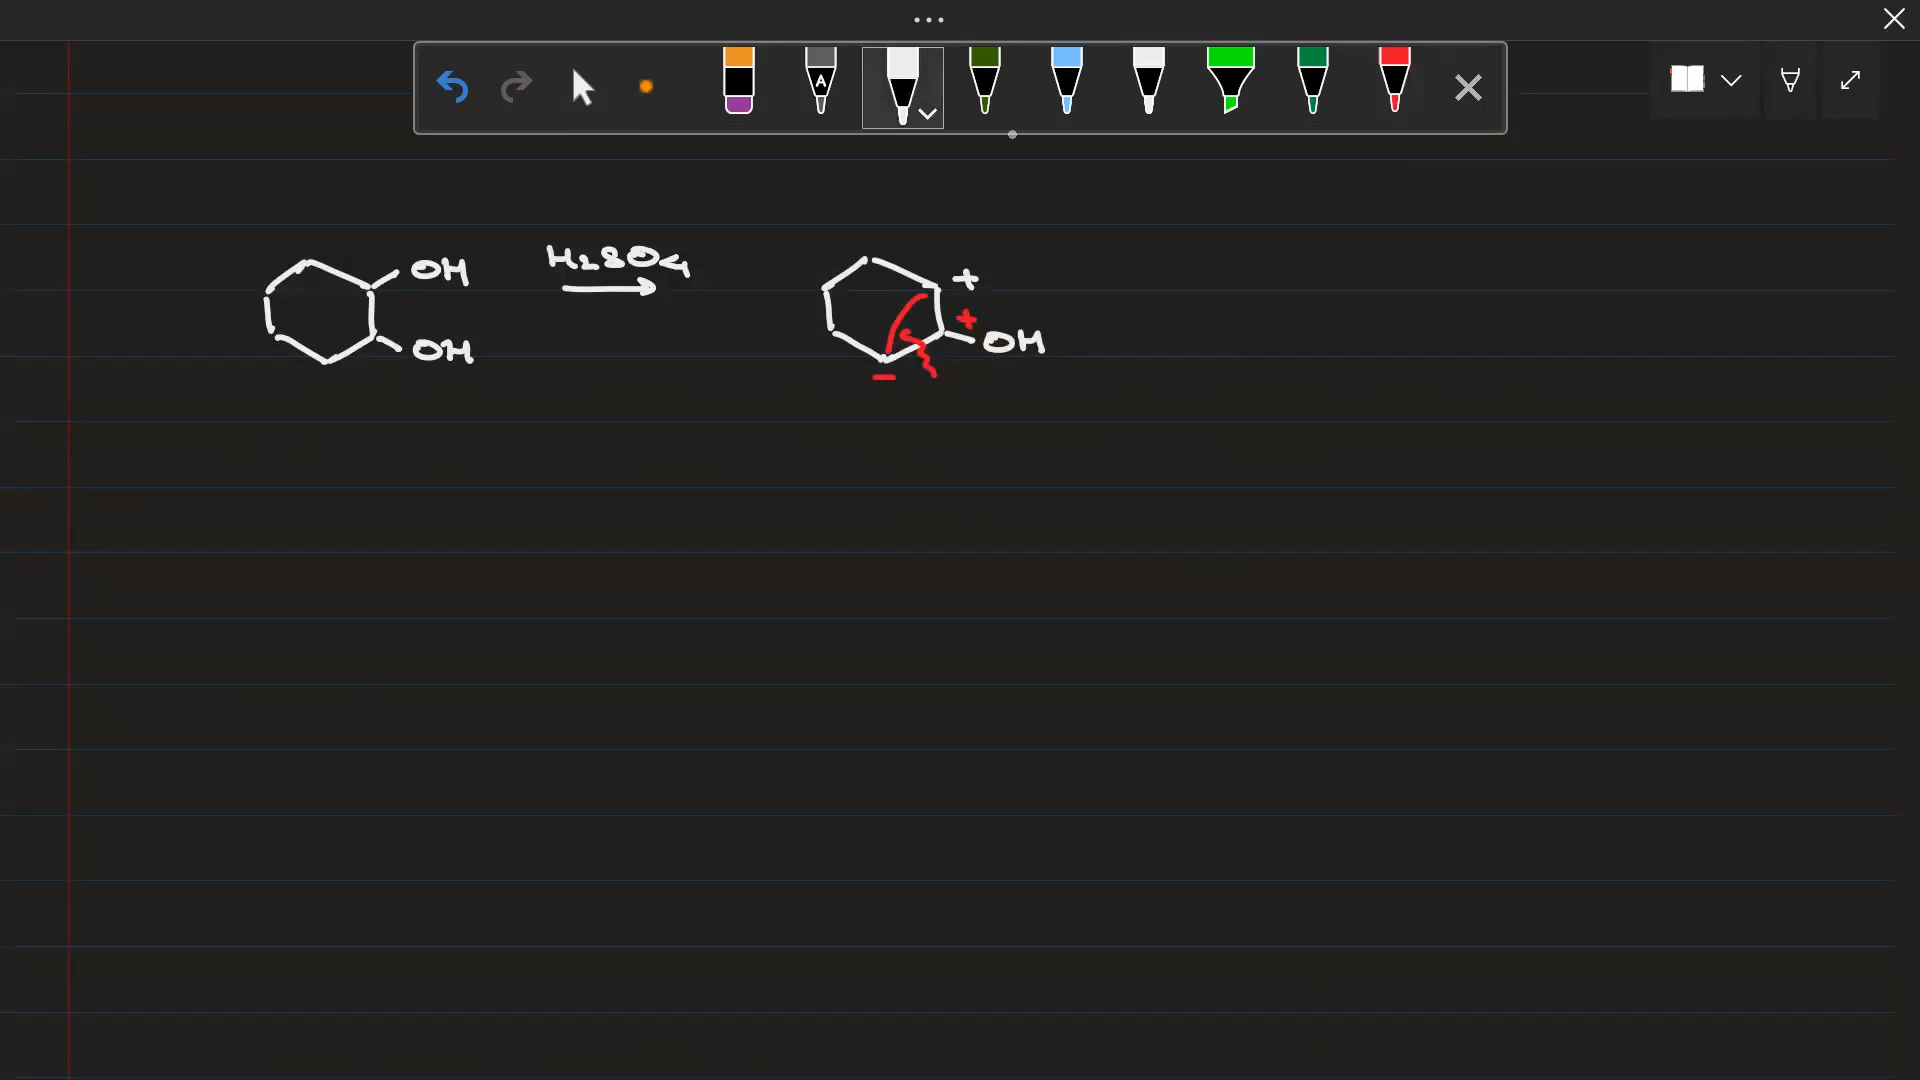 OH H₂SO₄ +
OH + OH
−